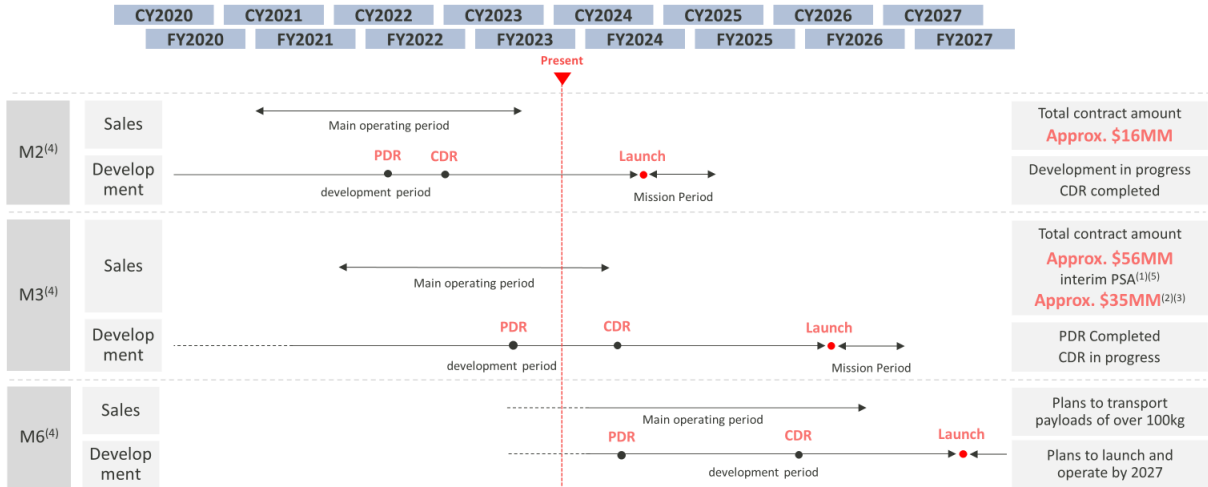 CY2020 CY2021 CY2022 CY2023 CY2024 CY2025 CY2026 CY2027
FY2020 FY2021 FY2022 FY2023 FY2024 FY2025 FY2026 FY2027
Present
M2(4)
Sales
Main operating period
Total contract amount
Approx. $16MM
Develop
ment
PDR CDR Launch
development period
Mission Period
Development in progress
CDR completed
M3(4)
Sales
Main operating period
Total contract amount
Approx. $56MM
interim PSA(1)(5)
Approx. $35MM(2)(3)
Develop
ment
PDR CDR Launch
development period
Mission Period
PDR Completed
CDR in progress
M6(4)
Sales
Main operating period
Plans to transport
payloads of over 100kg
Develop
ment
PDR CDR Launch
development period
Plans to launch and
operate by 2027